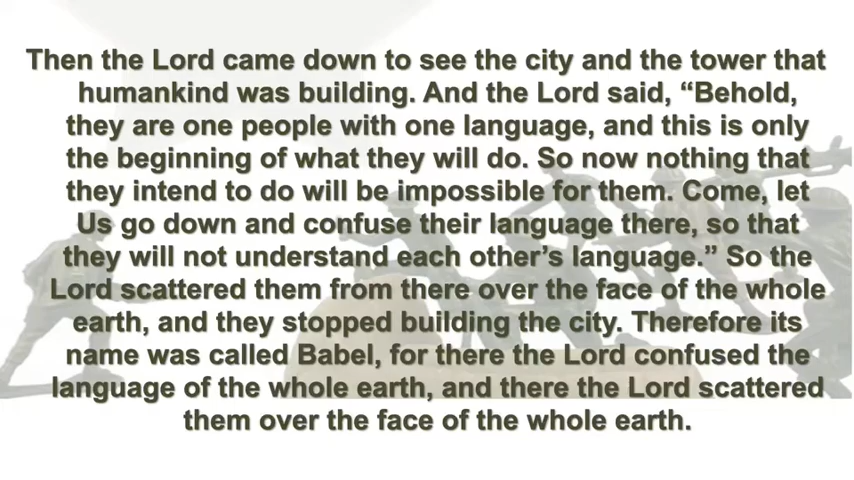 Then the Lord came down to see the city and the tower that
humankind was building. And the Lord said, “Behold,
they are one people with one language, and this is only
the beginning of what they will do. So now nothing that
they intend to do will be impossible for them. Come, let
Us go down and confuse their language there, so that
they will not understand each other’s language.” So the
Lord scattered them from there over the face of the whole
earth, and they stopped building the city. Therefore its
name was called Babel, for there the Lord confused the
language of the whole earth, and there the Lord scattered
them over the face of the whole earth.